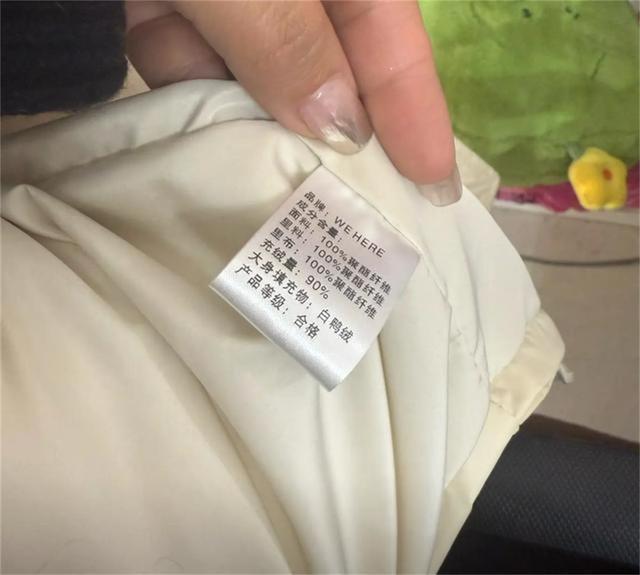 品牌：WE HERE
成分含量：
面料：100%聚酯纤维
里料：100%聚酯纤维
里布：100%聚酯纤维
充绒量：90%
大身填充物：白鸭绒
产品等级：合格